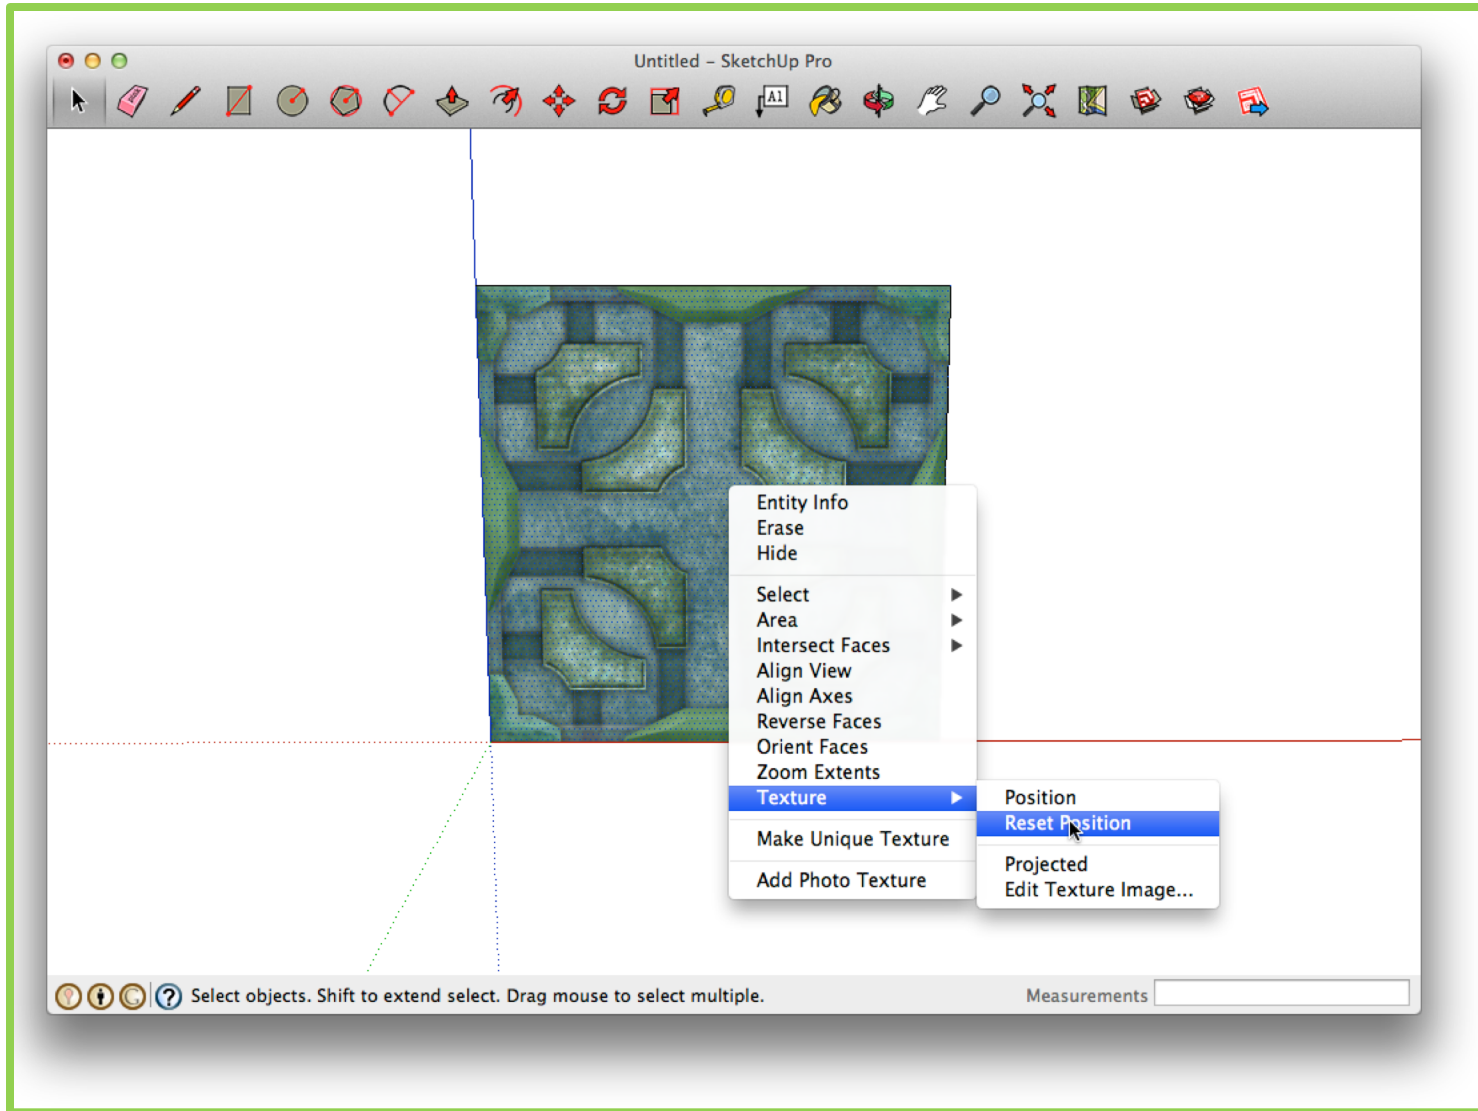 Untitled – SketchUp Pro
A1
Entity Info
Erase
Hide
Select
Area
Intersect Faces
Align View
Align Axes
Reverse Faces
Orient Faces
Zoom Extents
Texture
Make Unique Texture
Add Photo Texture
Position
Reset Position
Projected
Edit Texture Image...
Select objects. Shift to extend select. Drag mouse to select multiple.
Measurements